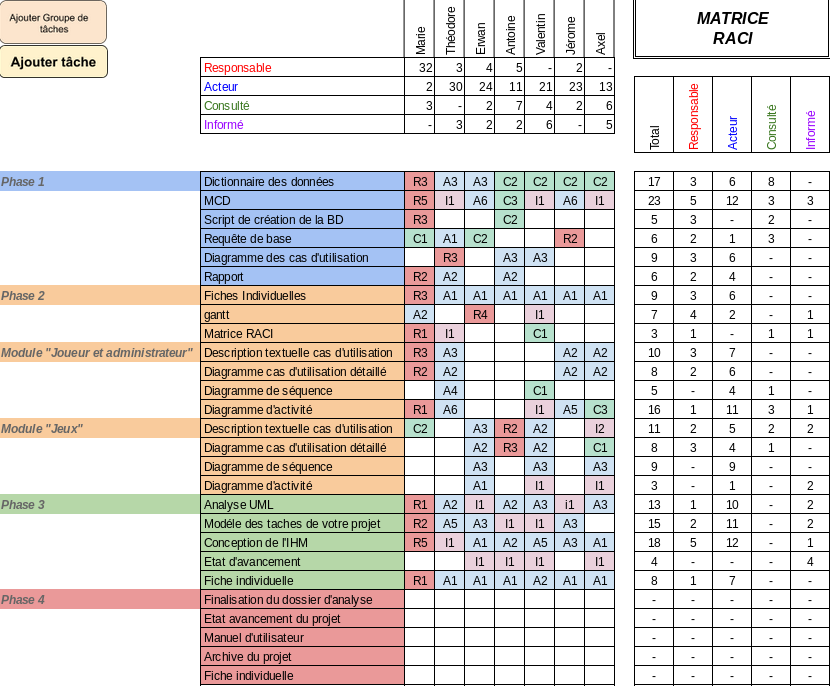 Ajouter Groupe de
tâches
Ajouter tâche
Marie Théodore Erwan Antoine Valentin Jérome Axel
MATRICE
RACI
Responsable 32 3 4 5 - 2 -
Acteur 2 30 24 11 21 23 13
Consulté 3 - 2 7 4 2 6
Informé - 3 2 2 6 - 5
Total Responsable Acteur Consulté Informé
Phase 1 Dictionnaire des données R3 A3 A3 C2 C2 C2 C2 17 3 6 8 -
MCD R5 I1 A6 C3 I1 A6 I1 23 5 12 3 3
Script de création de la BD R3 C2 5 3 - 2 -
Requête de base C1 A1 C2 R2 6 2 1 3 -
Diagramme des cas d'utilisation R3 A3 A3 9 3 6 - -
Rapport R2 A2 A2 6 2 4 - -
Phase 2 Fiches Individuelles R3 A1 A1 A1 A1 A1 A1 9 3 6 - -
gantt A2 R4 I1 7 4 2 - 1
Matrice RACI R1 I1 C1 3 1 - 1 1
Module "Joueur et administrateur" Description textuelle cas d'utilisation R3 A3 A2 A2 10 3 7 - -
Diagramme cas d'utilisation détaillé R2 A2 A2 A2 8 2 6 - -
Diagramme de séquence A4 C1 5 - 4 1 -
Diagramme d'activité R1 A6 I1 A5 C3 16 1 11 3 1
Module "Jeux" Description textuelle cas d'utilisation C2 A3 R2 A2 I2 11 2 5 2 2
Diagramme cas d'utilisation détaillé A2 R3 A2 C1 8 3 4 1 -
Diagramme de séquence A3 A3 A3 9 - 9 - -
Diagramme d'activité A1 I1 I1 3 - 1 - 2
Phase 3 Analyse UML R1 A2 I1 A2 A3 i1 A3 13 1 10 - 2
Modéle des taches de votre projet R2 A5 A3 I1 I1 A3 15 2 11 - 2
Conception de l'IHM R5 I1 A1 A2 A5 A3 A1 18 5 12 - 1
Etat d'avancement I1 I1 I1 I1 4 - - - 4
Fiche individuelle R1 A1 A1 A1 A2 A1 A1 8 1 7 - -
Phase 4 Finalisation du dossier d'analyse - - - - -
Etat avancement du projet - - - - -
Manuel d'utilisateur - - - - -
Archive du projet - - - - -
Fiche individuelle - - - - -